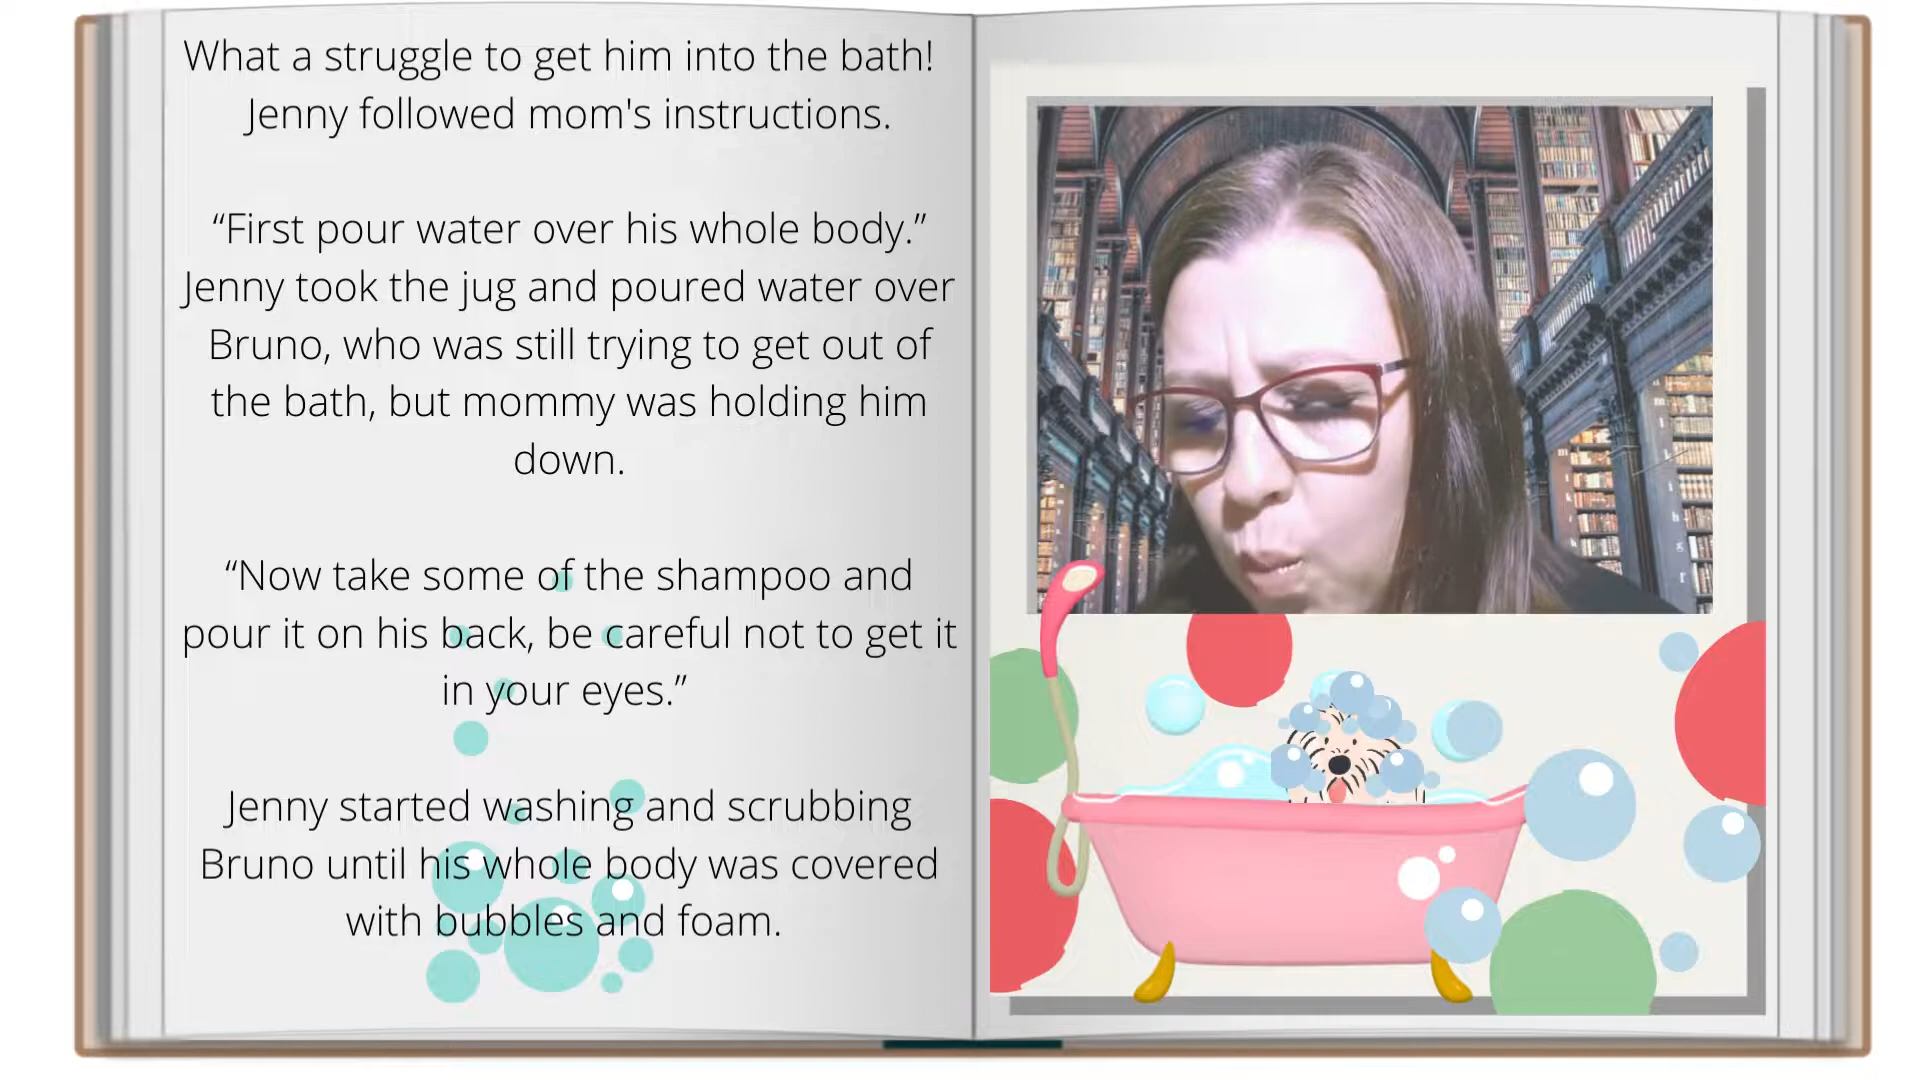 What a struggle to get him into the bath!
Jenny followed mom's instructions.
“First pour water over his whole body.”
Jenny took the jug and poured water over
Bruno, who was still trying to get out of
the bath, but mommy was holding him
down.
“Now take some of the shampoo and
pour it on his back, be careful not to get it
in your eyes.”
Jenny started washing and scrubbing
Bruno until his whole body was covered
with bubbles and foam.